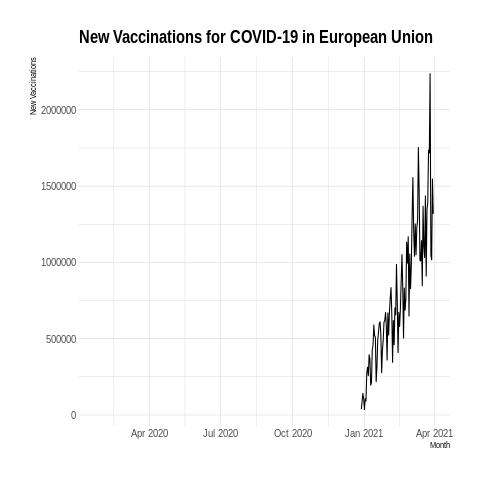 New Vaccinations for COVID-19 in European Union
New Vaccinations
2000000
1500000
1000000
500000
0
Apr 2020 Jul 2020 Oct 2020 Jan 2021 Apr 2021
Month